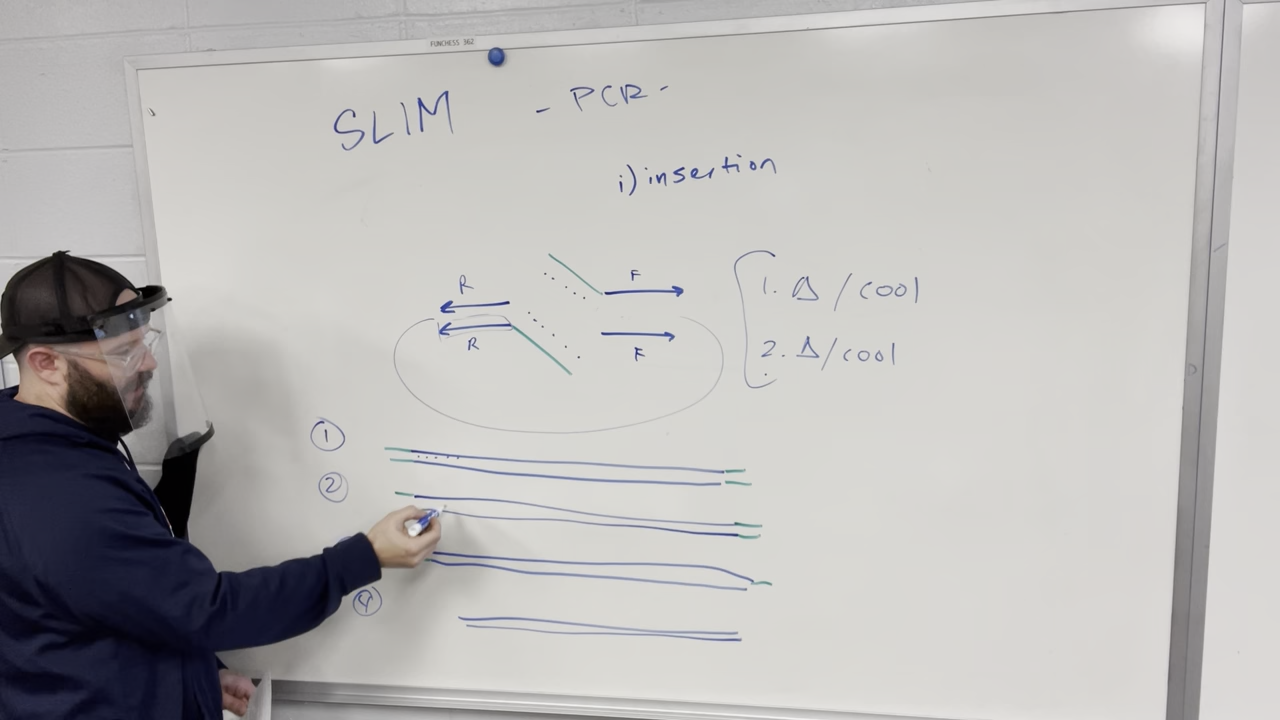 FUNCHESS 362
SLIM - PCR -
i) insertion
R
F
1. Δ / cool
R
F
2. Δ / cool
①
②
④